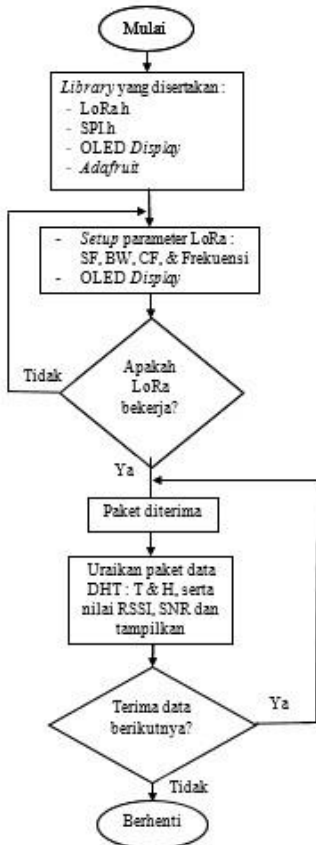 Mulai
Library yang disertakan :
- LoRa.h
- SPI.h
- OLED Display
- Adafruit
- Setup parameter LoRa :
SF, BW, CF, & Frekuensi
- OLED Display
Apakah
LoRa
bekerja?
Tidak
Ya
Paket diterima
Uraikan paket data
DHT : T & H, serta
nilai RSSI, SNR dan
tampilkan
Terima data
berikutnya?
Ya
Tidak
Berhenti